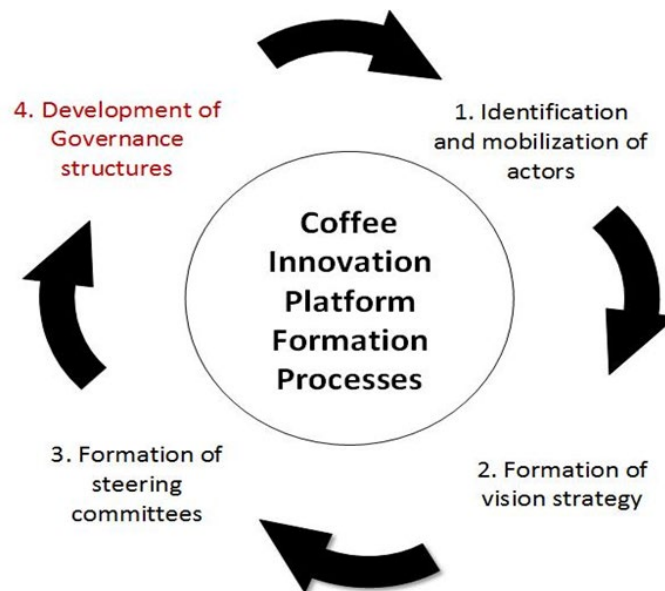 4. Development of
Governance
structures
1. Identification
and mobilization of
actors
Coffee
Innovation
Platform
Formation
Processes
3. Formation of
steering
committees
2. Formation of
vision strategy